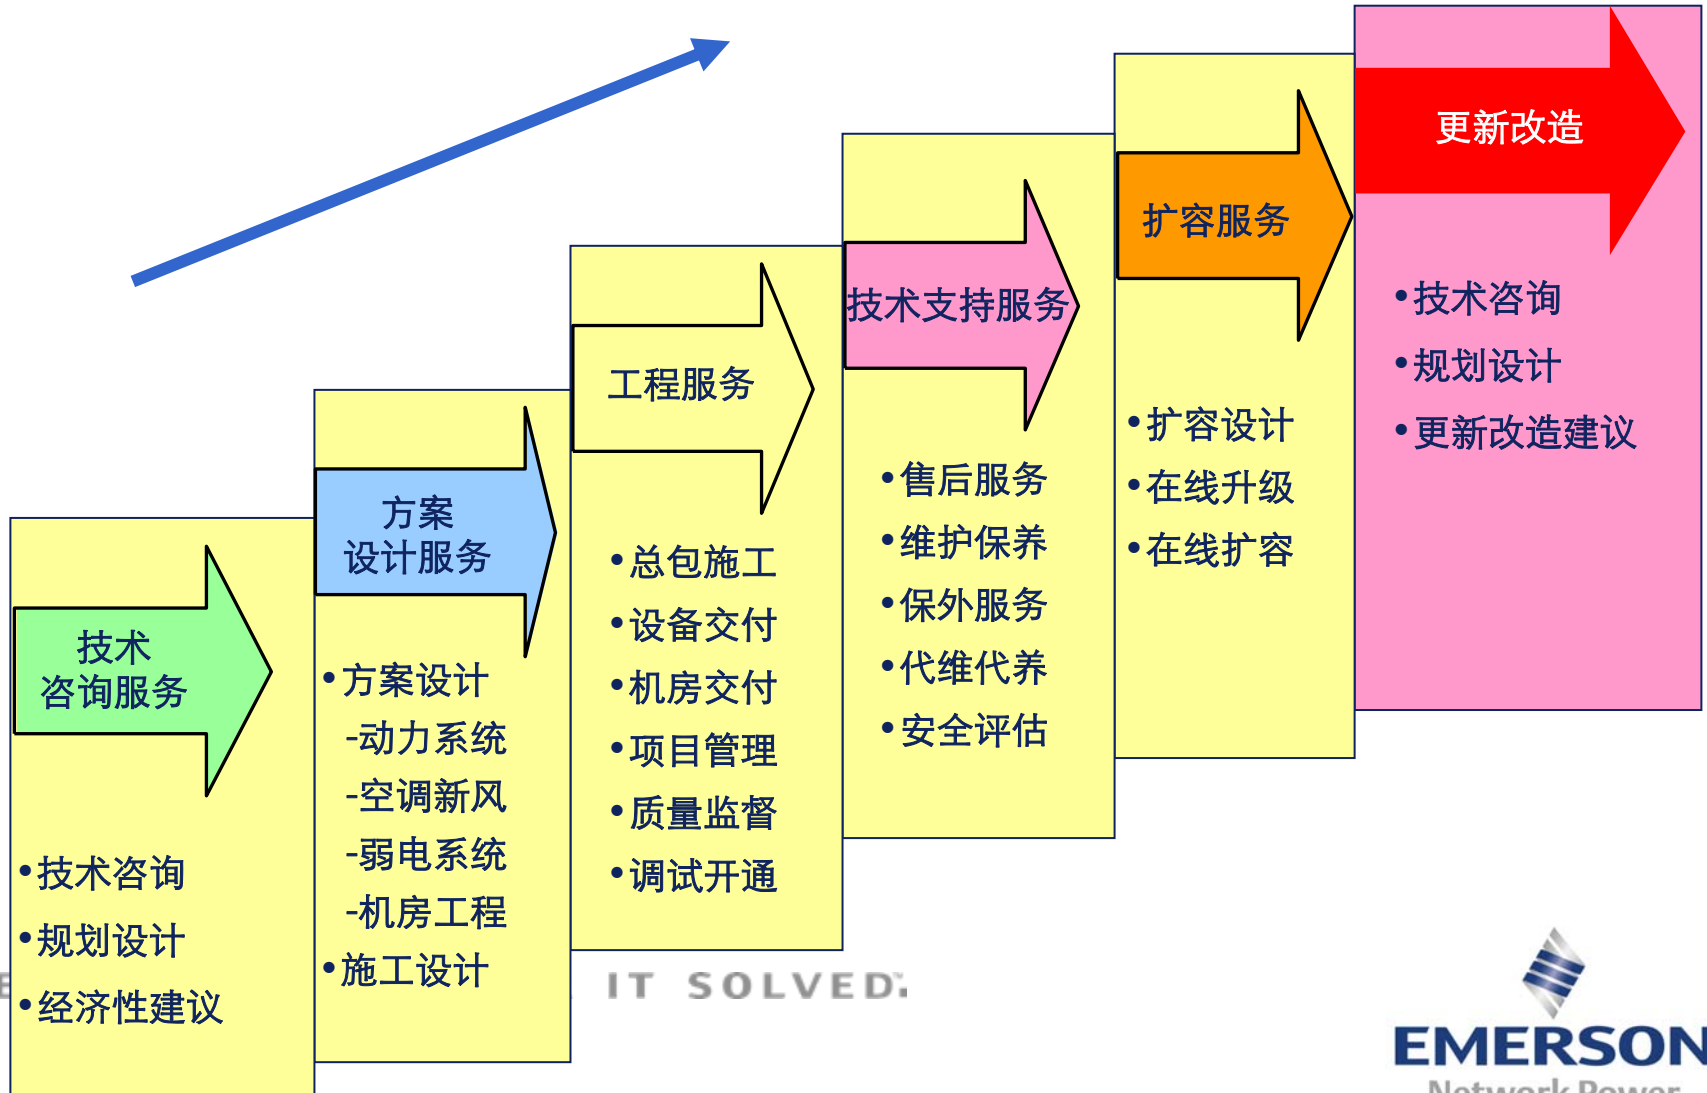 技术
咨询服务
•技术咨询
•规划设计
•经济性建议
方案
设计服务
•方案设计
-动力系统
-空调新风
-弱电系统
-机房工程
•施工设计
工程服务
•总包施工
•设备交付
•机房交付
•项目管理
•质量监督
•调试开通
技术支持服务
•售后服务
•维护保养
•保外服务
•代维代养
•安全评估
扩容服务
•扩容设计
•在线升级
•在线扩容
更新改造
•技术咨询
•规划设计
•更新改造建议
IT SOLVED.™
EMERSON
Network Power